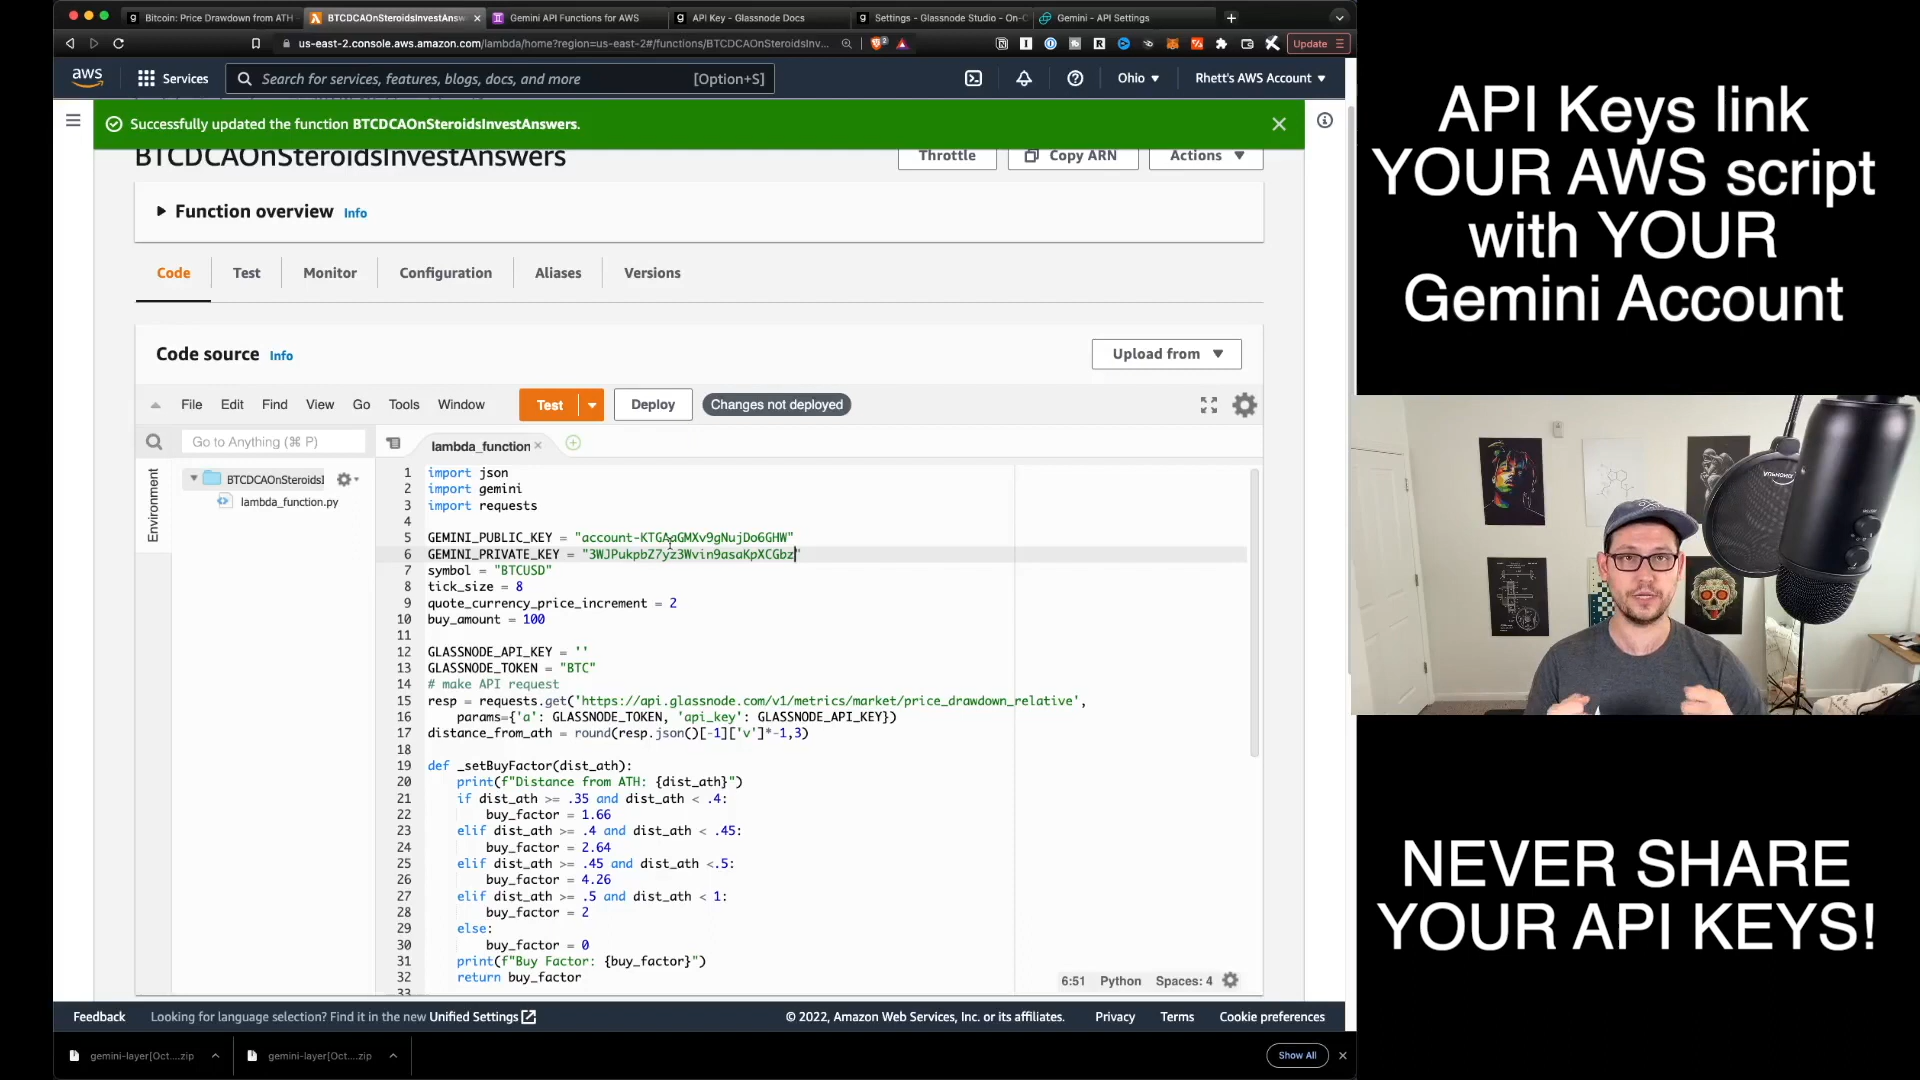 Bitcoin: Price Drawdown from ATH
BTCDCAOnSteroidsInvestAnsw
Gemini API Functions for AWS
API Key - Glassnode Docs
Settings - Glassnode Studio - On-C
Gemini - API Settings
us-east-2.console.aws.amazon.com/lambda/home?region=us-east-2#/functions/BTCDCAOnSteroidsInv...
Update
aws
Services
Search for services, features, blogs, docs, and more
[Option+S]
Ohio
Rhett's AWS Account
Successfully updated the function BTCDCAOnSteroidsInvestAnswers.
BTCDCAOnSteroidsInvestAnswers
Throttle
Copy ARN
Actions
Function overview Info
Code
Test
Monitor
Configuration
Aliases
Versions
Code source Info
Upload from
File
Edit
Find
View
Go
Tools
Window
Test
Deploy
Changes not deployed
Go to Anything (⌘ P)
lambda_function
Environment
BTCDCAOnSteroidsI
lambda_function.py
1 import json
2 import gemini
3 import requests
4
5 GEMINI_PUBLIC_KEY = "account-KTGAaGMXv9gNujDo6GHW"
6 GEMINI_PRIVATE_KEY = "3WJPukpbZ7yz3Wvin9asaKpXCGbz"
7 symbol = "BTCUSD"
8 tick_size = 8
9 quote_currency_price_increment = 2
10 buy_amount = 100
11
12 GLASSNODE_API_KEY = ''
13 GLASSNODE_TOKEN = "BTC"
14 # make API request
15 resp = requests.get('https://api.glassnode.com/v1/metrics/market/price_drawdown_relative',
16 params={'a': GLASSNODE_TOKEN, 'api_key': GLASSNODE_API_KEY})
17 distance_from_ath = round(resp.json()[-1]['v']*-1,3)
18
19 def _setBuyFactor(dist_ath):
20 print(f"Distance from ATH: {dist_ath}")
21 if dist_ath >= .35 and dist_ath < .4:
22 buy_factor = 1.66
23 elif dist_ath >= .4 and dist_ath < .45:
24 buy_factor = 2.64
25 elif dist_ath >= .45 and dist_ath <.5:
26 buy_factor = 4.26
27 elif dist_ath >= .5 and dist_ath < 1:
28 buy_factor = 2
29 else:
30 buy_factor = 0
31 print(f"Buy Factor: {buy_factor}")
32 return buy_factor
33
6:51
Python
Spaces: 4
Feedback
Looking for language selection? Find it in the new Unified Settings
© 2022, Amazon Web Services, Inc. or its affiliates.
Privacy
Terms
Cookie preferences
gemini-layer[Oct....zip
gemini-layer[Oct....zip
Show All
API Keys link
YOUR AWS script
with YOUR
Gemini Account
NEVER SHARE
YOUR API KEYS!